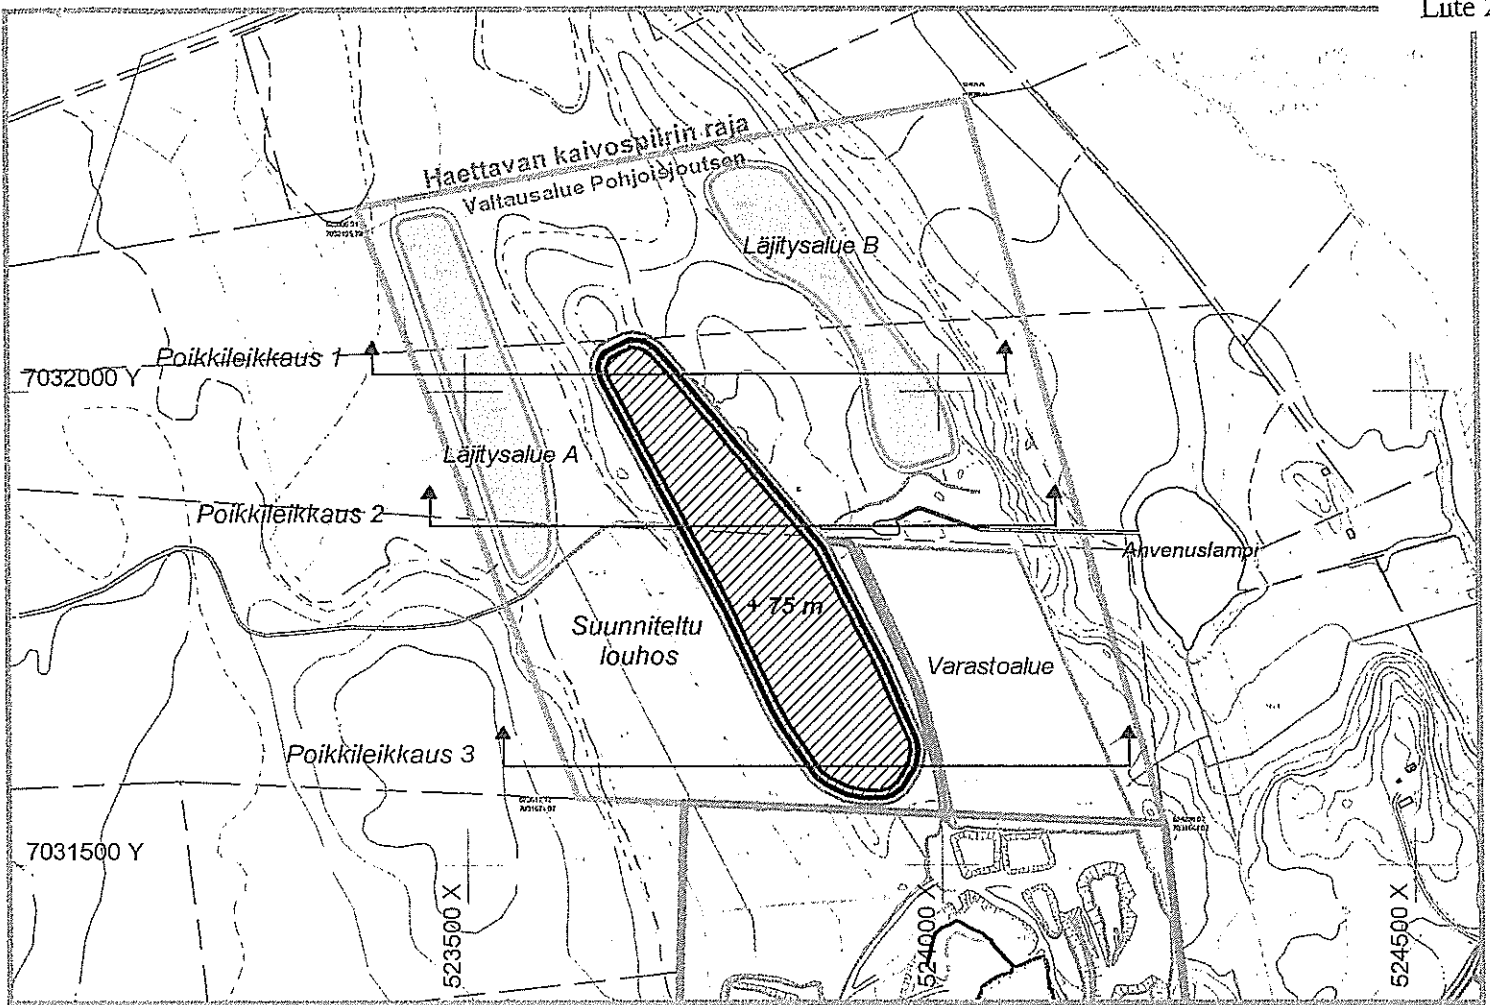 Liite 2
Haettavan kaivospiirin raja
Valtausalue Pohjoisjoutsen
Läjitysalue B
Poikkileikkaus 1
7032000 Y
Läjitysalue A
Poikkileikkaus 2
Ahvenuslampi
+ 75 m
Suunniteltu
louhos
Varastoalue
Poikkileikkaus 3
7031500 Y
523500 X
524000 X
524500 X